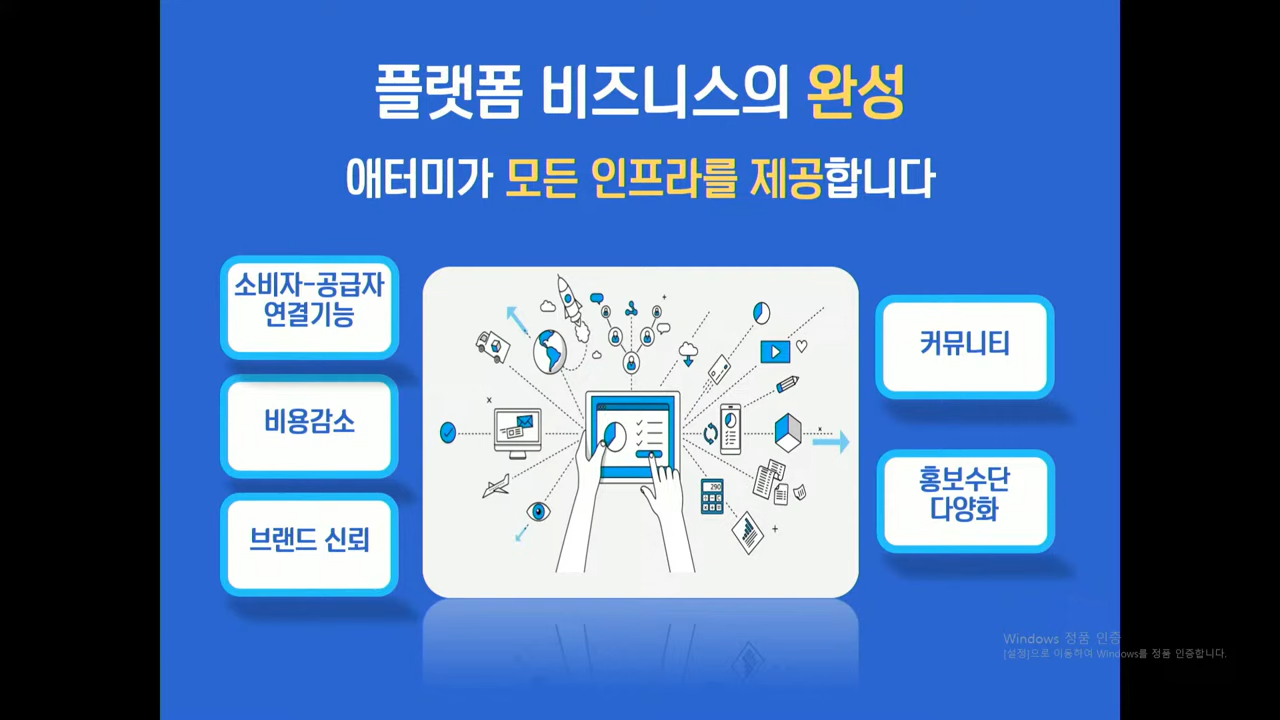 플랫폼 비즈니스의 완성
애터미가 모든 인프라를 제공합니다
소비자-공급자
연결기능
비용감소
브랜드 신뢰
커뮤니티
홍보수단
다양화
290
Windows 정품 인증
[설정]으로 이동하여 Windows를 정품 인증합니다.